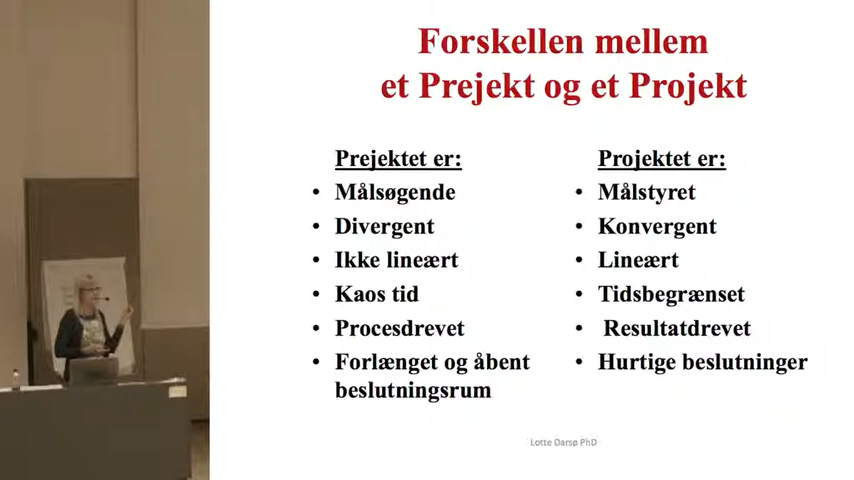 Forskellen mellem
et Prejekt og et Projekt
Prejektet er:
• Målsøgende
• Divergent
• Ikke lineært
• Kaos tid
• Procesdrevet
• Forlænget og åbent
beslutningsrum
Projektet er:
• Målstyret
• Konvergent
• Lineært
• Tidsbegrænset
• Resultatdrevet
• Hurtige beslutninger
Lotte Darsø PhD